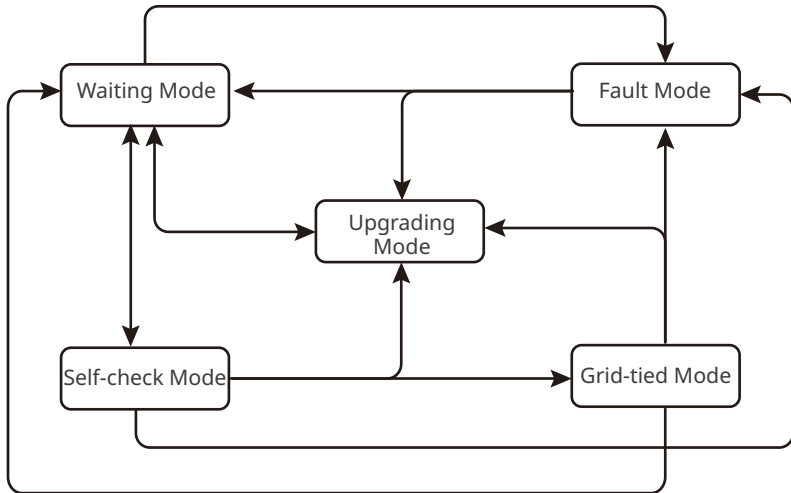 Waiting Mode
Fault Mode
Upgrading
Mode
Self-check Mode
Grid-tied Mode